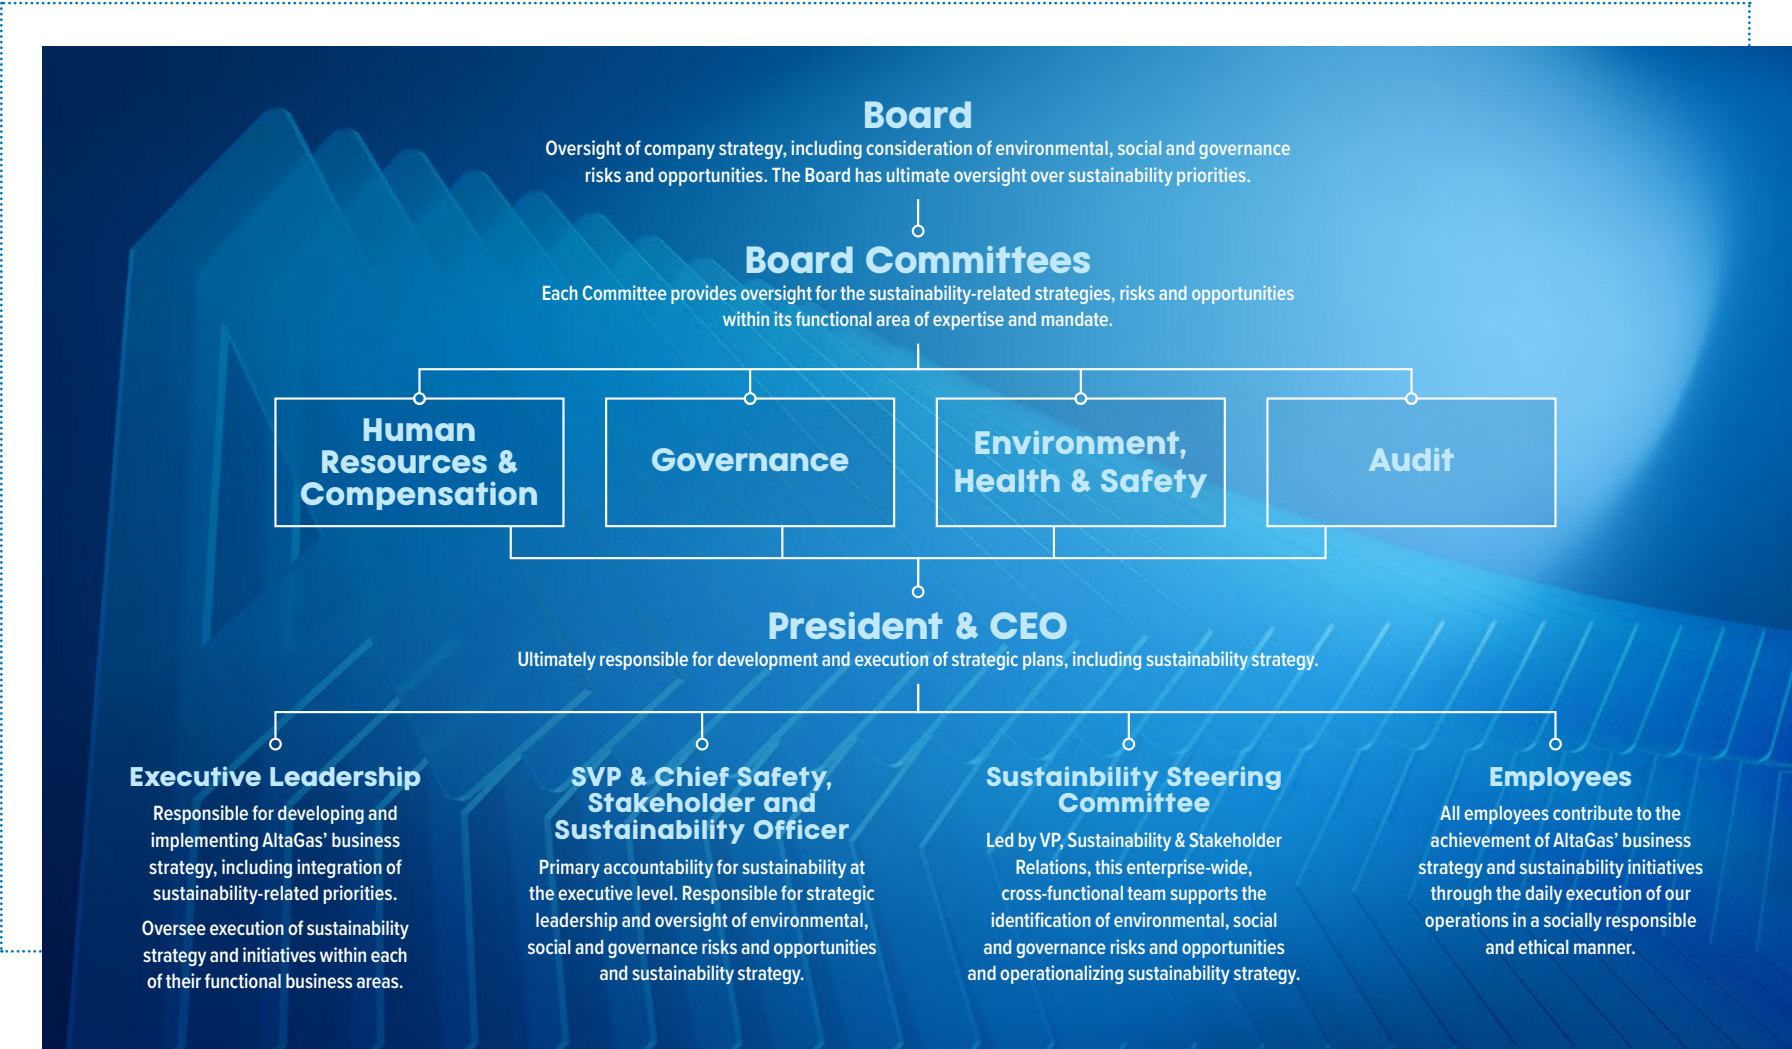 Board
Oversight of company strategy, including consideration of environmental, social and governance
risks and opportunities. The Board has ultimate oversight over sustainability priorities.
Board Committees
Each Committee provides oversight for the sustainability-related strategies, risks and opportunities
within its functional area of expertise and mandate.
Human
Resources &
Compensation
Governance
Environment,
Health & Safety
Audit
President & CEO
Ultimately responsible for development and execution of strategic plans, including sustainability strategy.
Executive Leadership
Responsible for developing and
implementing AltaGas’ business
strategy, including integration of
sustainability-related priorities.
Oversee execution of sustainability
strategy and initiatives within each
of their functional business areas.
SVP & Chief Safety,
Stakeholder and
Sustainability Officer
Primary accountability for sustainability at
the executive level. Responsible for strategic
leadership and oversight of environmental,
social and governance risks and opportunities
and sustainability strategy.
Sustainbility Steering
Committee
Led by VP, Sustainability & Stakeholder
Relations, this enterprise-wide,
cross-functional team supports the
identification of environmental, social
and governance risks and opportunities
and operationalizing sustainability strategy.
Employees
All employees contribute to the
achievement of AltaGas’ business
strategy and sustainability initiatives
through the daily execution of our
operations in a socially responsible
and ethical manner.